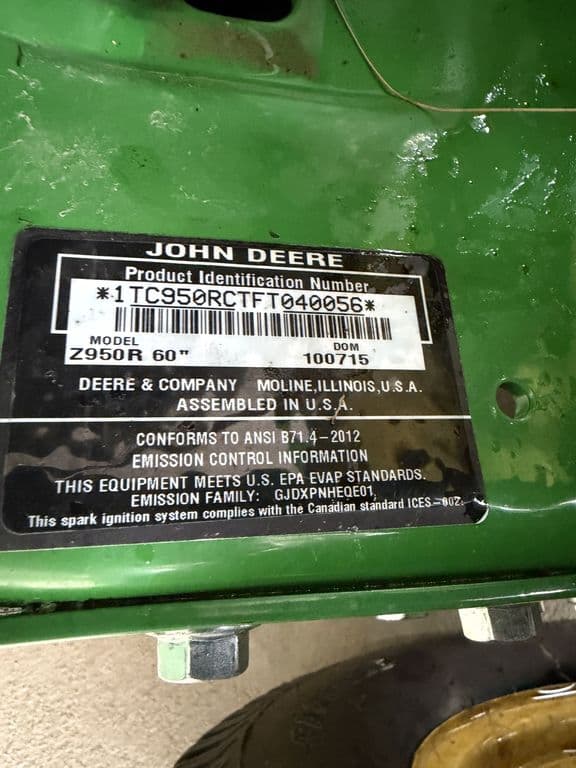 JOHN DEERE
Product Identification Number
*1TC950RCTFT040056*
MODEL DOM
Z950R 60" 100715
DEERE & COMPANY MOLINE, ILLINOIS, U.S.A.
ASSEMBLED IN U.S.A.
CONFORMS TO ANSI B71.4-2012
EMISSION CONTROL INFORMATION
THIS EQUIPMENT MEETS U.S. EPA EVAP STANDARDS.
EMISSION FAMILY: GJDXPNHEQE01
This spark ignition system complies with the Canadian standard ICES-002.